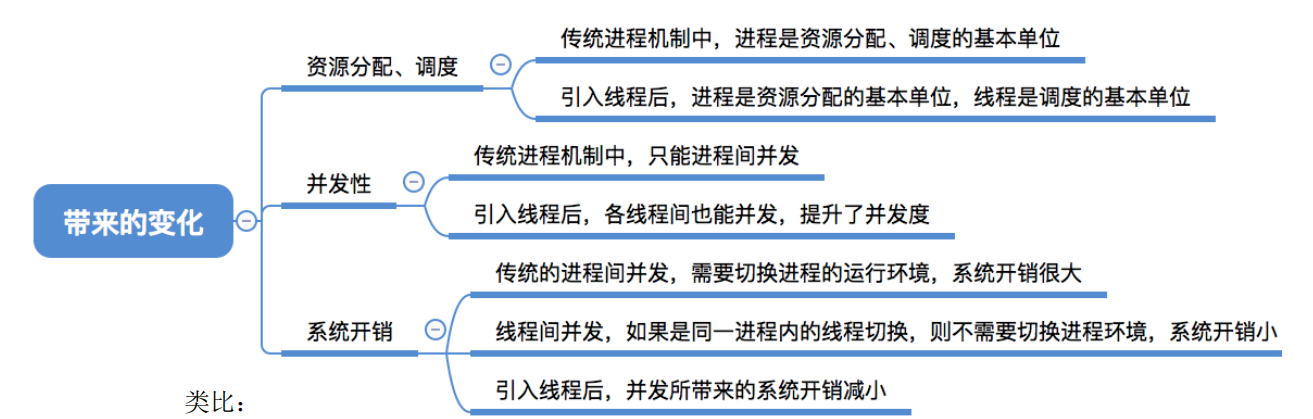 带来的变化
资源分配、调度
传统进程机制中，进程是资源分配、调度的基本单位
引入线程后，进程是资源分配的基本单位，线程是调度的基本单位
并发性
传统进程机制中，只能进程间并发
引入线程后，各线程间也能并发，提升了并发度
系统开销
传统的进程间并发，需要切换进程的运行环境，系统开销很大
线程间并发，如果是同一进程内的线程切换，则不需要切换进程环境，系统开销小
引入线程后，并发所带来的系统开销减小
类比：